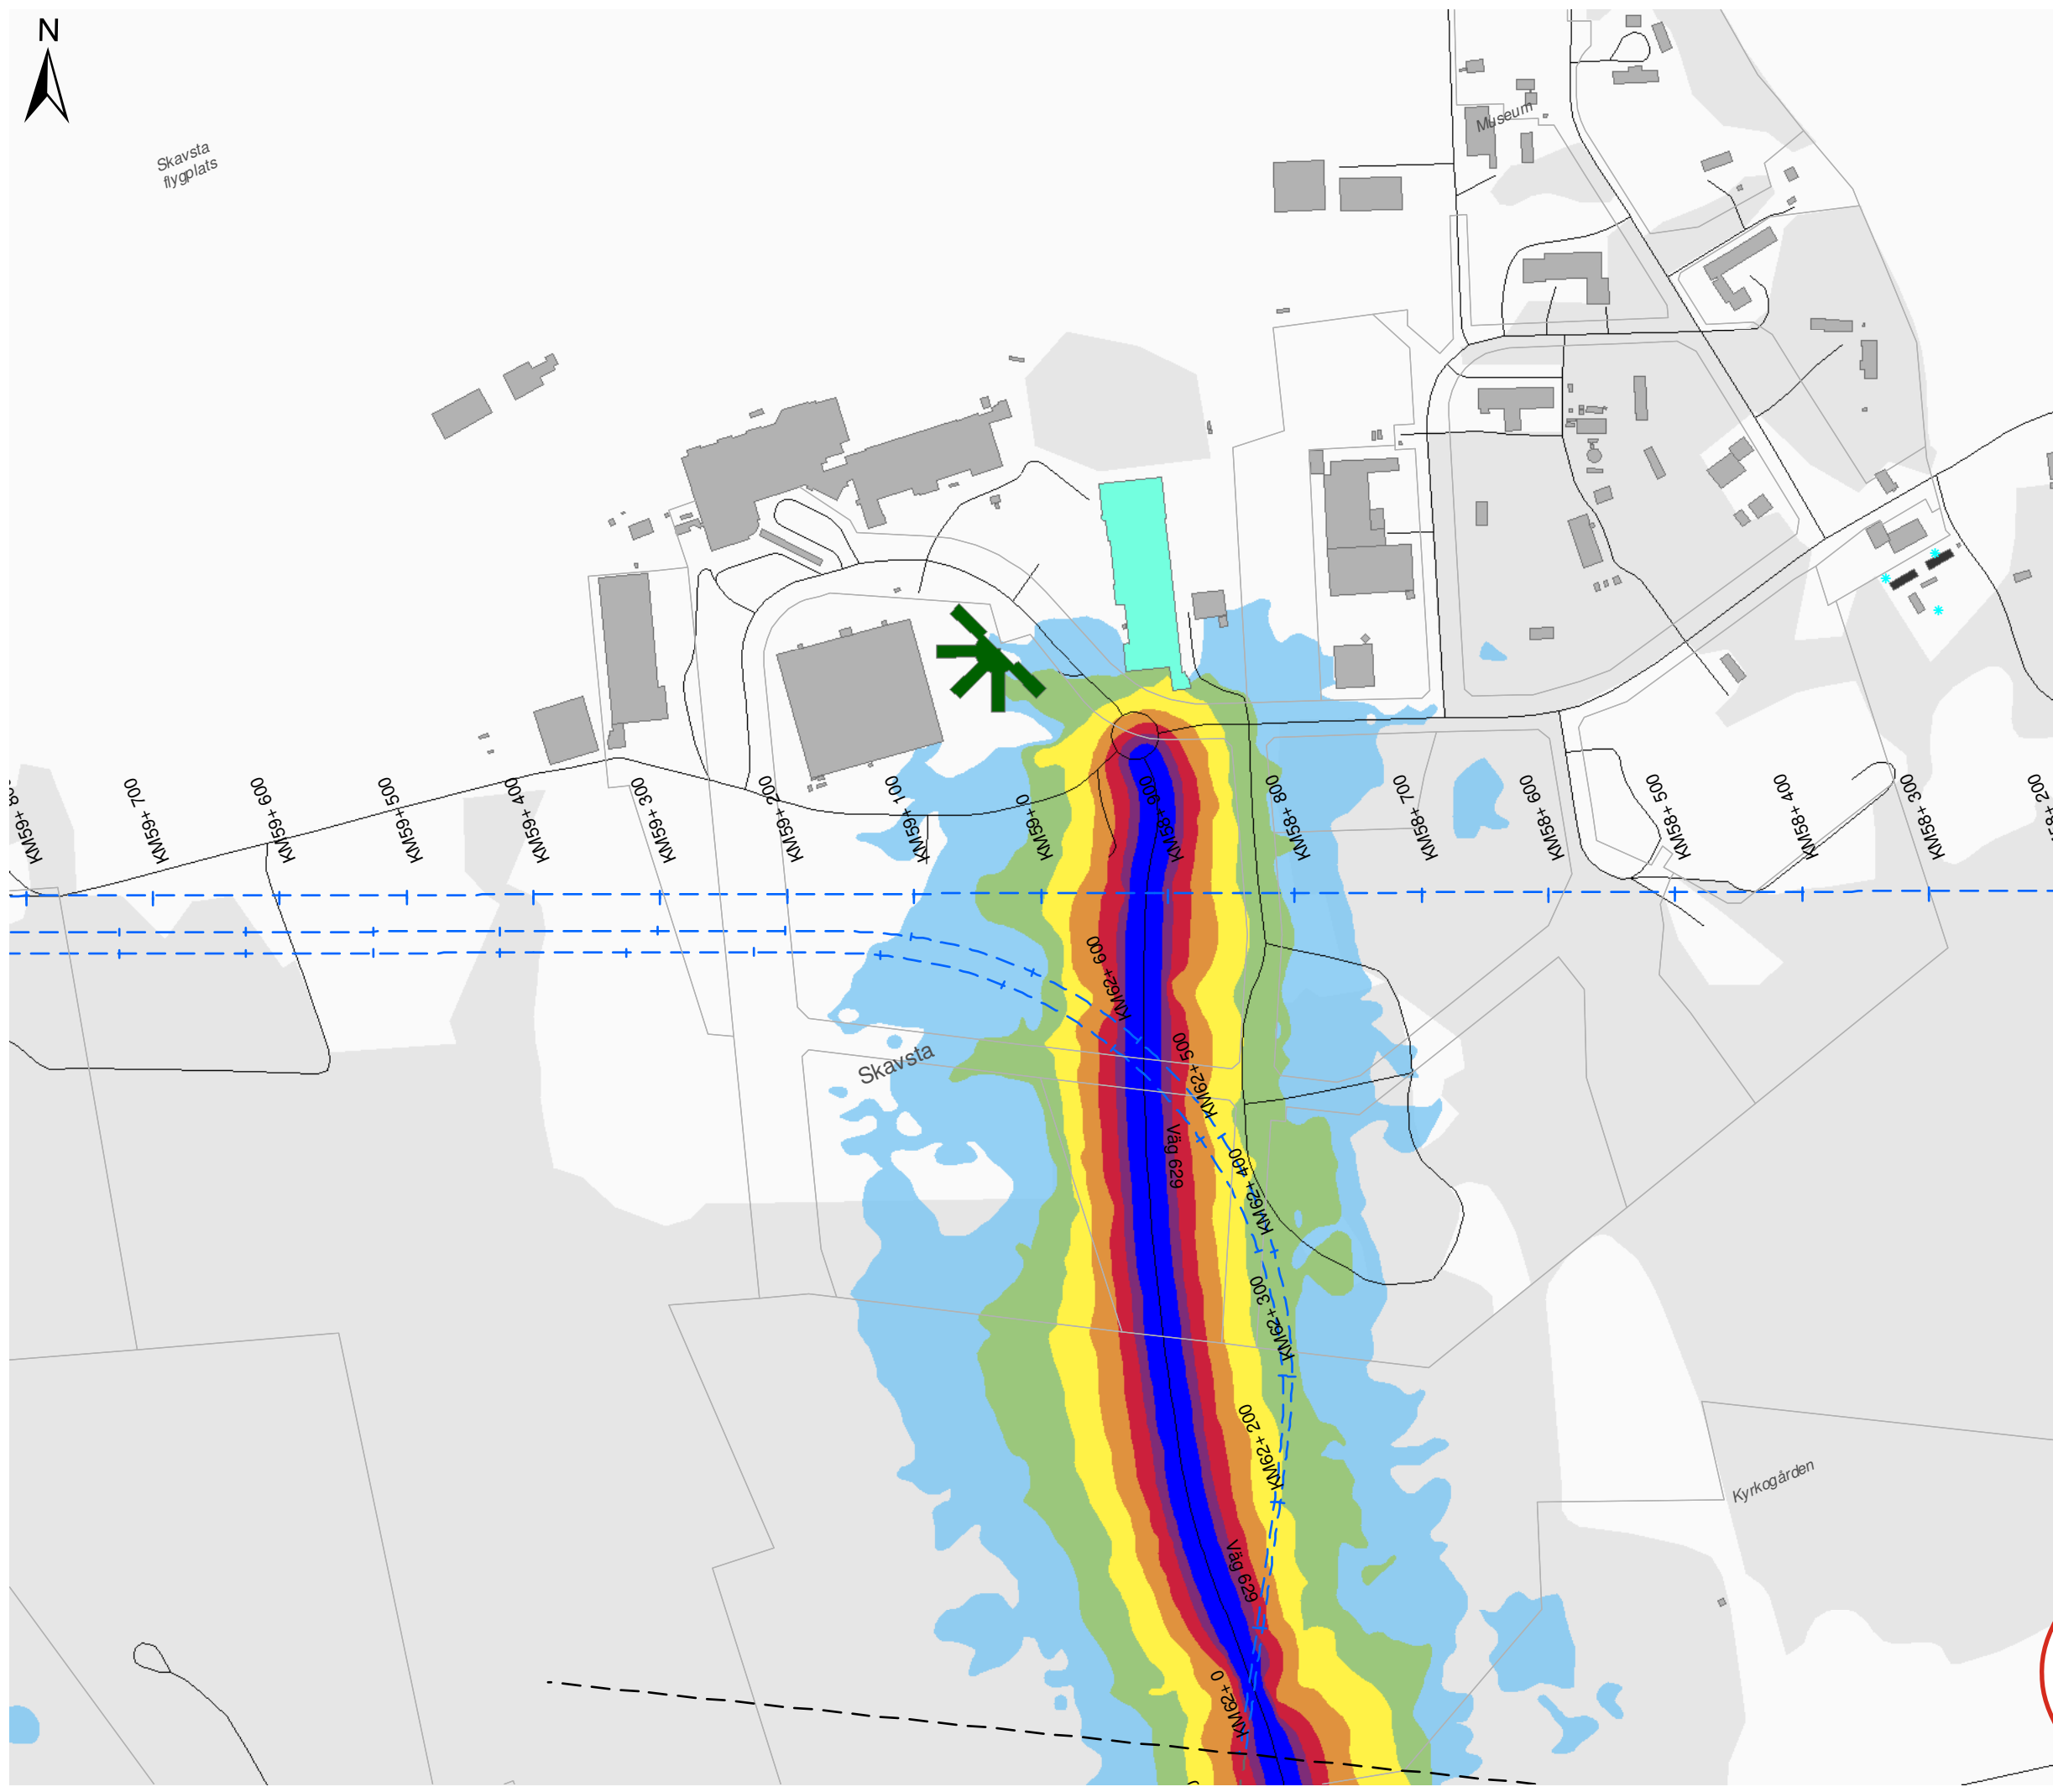 N
Museum
Skavsta
flygplats
KM59+ 700
KM59+ 600
KM59+ 500
KM59+ 400
KM59+ 300
KM59+ 200
KM59+ 100
KM59+ 0
KM58+ 900
KM58+ 800
KM58+ 700
KM58+ 600
KM58+ 500
KM58+ 400
KM58+ 300
KM62+ 600
Skavsta
KM62+ 500
Väg 629
KM62+ 400
KM62+ 300
KM62+ 200
Kyrkogården
Väg 629
KM62+ 0